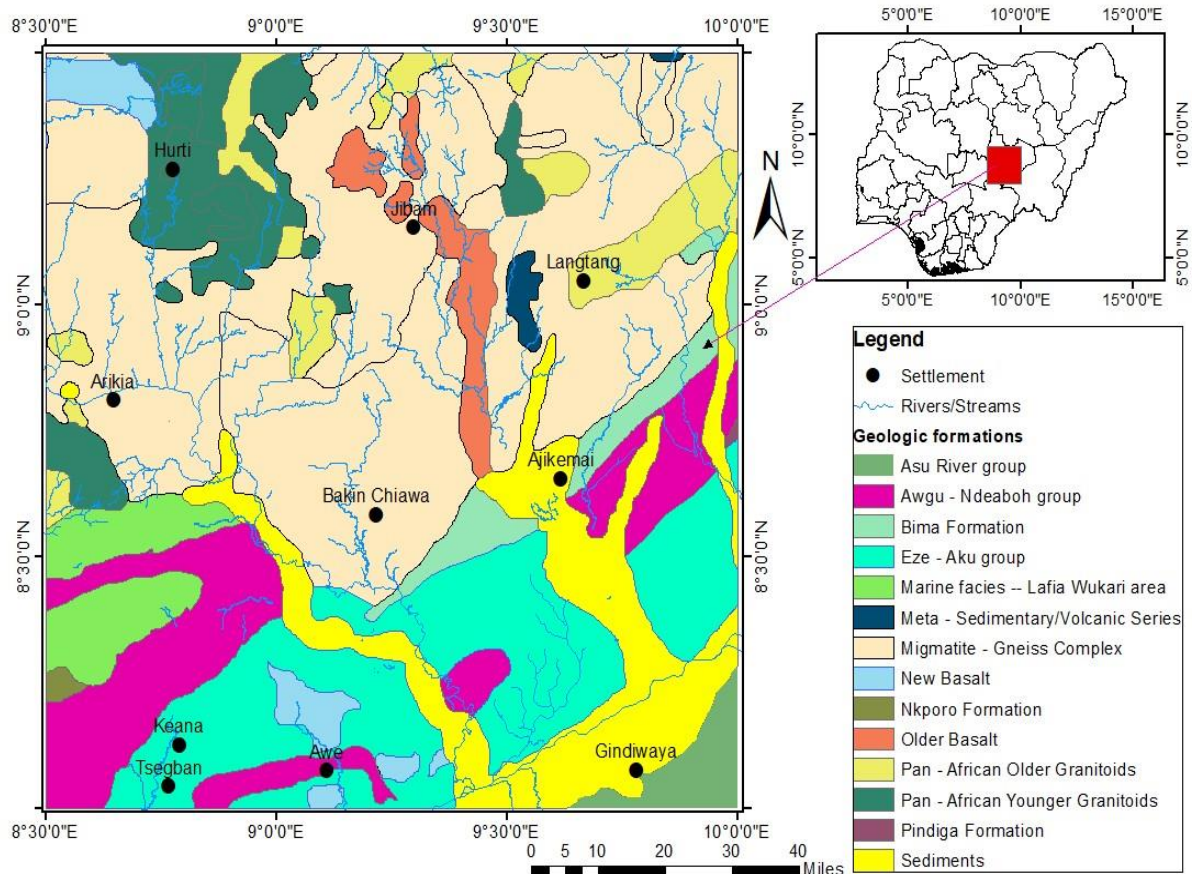 8°30'0"E 9°0'0"E 9°30'0"E 10°0'0"E
5°0'0"E 10°0'0"E 15°0'0"E
10°0'0"N
5°0'0"N
10°0'0"N
5°0'0"N
5°0'0"E 10°0'0"E 15°0'0"E
N
Hurti
Jibam
Langtang
9°0'0"N
9°0'0"N
Arikia
Ajikemai
Bakin Chiawa
8°30'0"N
8°30'0"N
Keana
Tsegban
Awe
Gindiwaya
8°30'0"E 9°0'0"E 9°30'0"E 10°0'0"E
0 5 10 20 30 40
Miles
Legend
Settlement
Rivers/Streams
Geologic formations
Asu River group
Awgu - Ndeaboh group
Bima Formation
Eze - Aku group
Marine facies -- Lafia Wukari area
Meta - Sedimentary/Volcanic Series
Migmatite - Gneiss Complex
New Basalt
Nkporo Formation
Older Basalt
Pan - African Older Granitoids
Pan - African Younger Granitoids
Pindiga Formation
Sediments